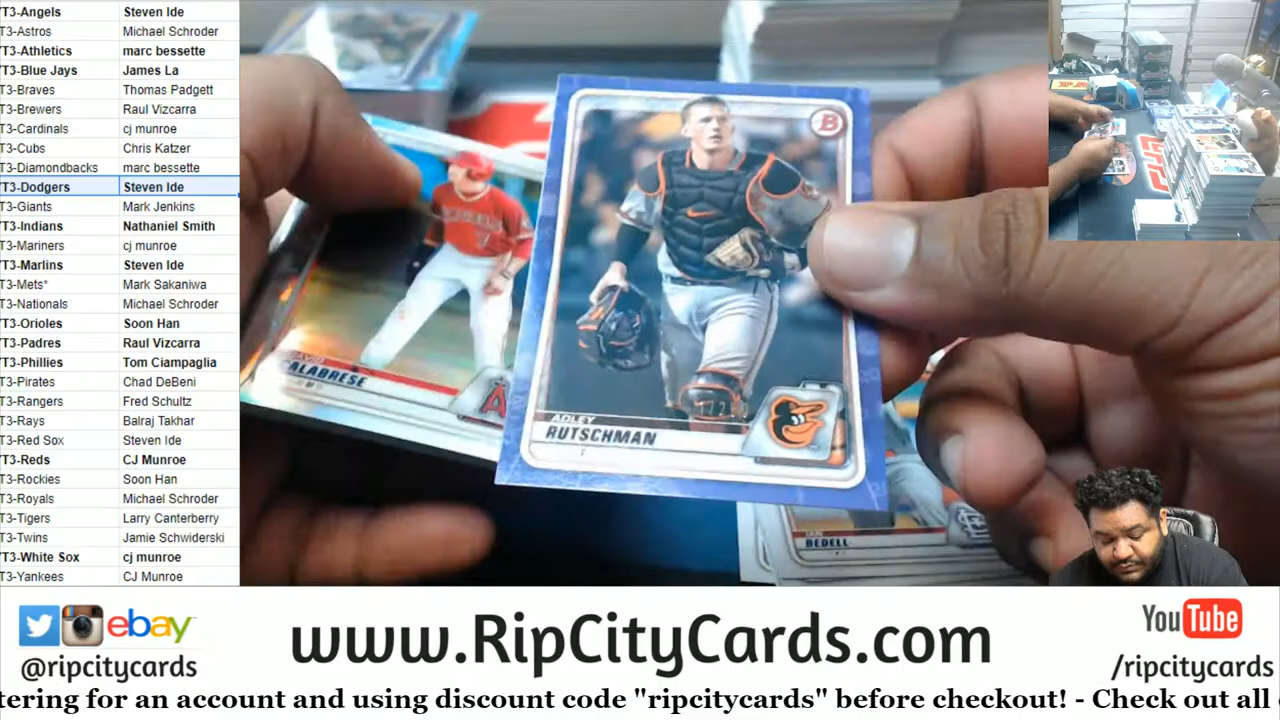 T3-Angels Steven Ide
T3-Astros Michael Schroder
T3-Athletics marc bessette
T3-Blue Jays James La
T3-Braves Thomas Padgett
T3-Brewers Raul Vizcarra
T3-Cardinals cj munroe
T3-Cubs Chris Katzer
T3-Diamondbacks marc bessette
T3-Dodgers Steven Ide
T3-Giants Mark Jenkins
T3-Indians Nathaniel Smith
T3-Mariners cj munroe
T3-Marlins Steven Ide
T3-Mets* Mark Sakaniwa
T3-Nationals Michael Schroder
T3-Orioles Soon Han
T3-Padres Raul Vizcarra
T3-Phillies Tom Ciampaglia
T3-Pirates Chad DeBeni
T3-Rangers Fred Schultz
T3-Rays Balraj Takhar
T3-Red Sox Steven Ide
T3-Reds CJ Munroe
T3-Rockies Soon Han
T3-Royals Michael Schroder
T3-Tigers Larry Canterberry
T3-Twins Jamie Schwiderski
T3-White Sox cj munroe
T3-Yankees CJ Munroe
B
ADLEY
RUTSCHMAN
ALABRESE
A
IAN
BEDELL
ebay
@ripcitycards
www.RipCityCards.com
YouTube
/ripcitycards
tering for an account and using discount code "ripcitycards" before checkout! - Check out all